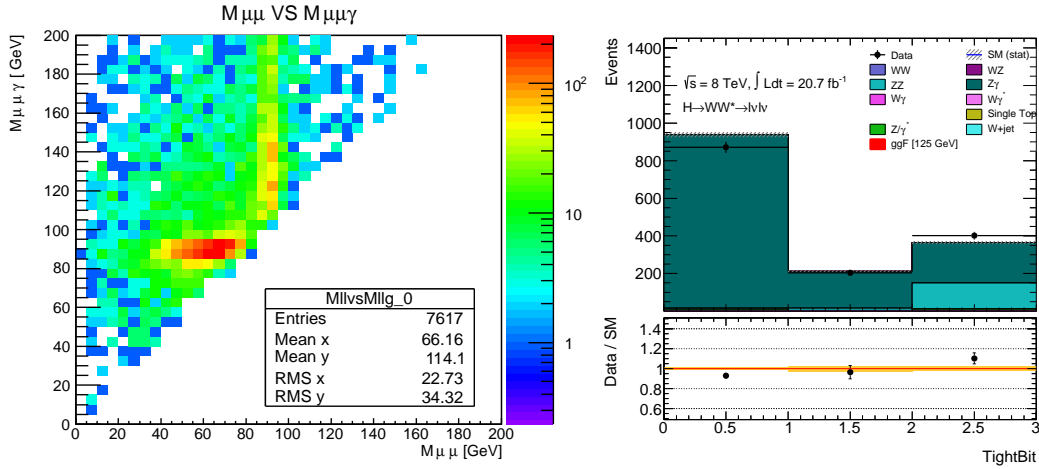 M μμ VS M μμγ
M μμγ [ GeV]
200
180
160
140
120
100
80
60
40
20
0
0 20 40 60 80 100 120 140 160 180 200
M μμ [GeV]
10²
10
1
MllvsMllg_0
Entries 7617
Mean x 66.16
Mean y 114.1
RMS x 22.73
RMS y 34.32
Events
1400
1200
1000
800
600
400
200
√s = 8 TeV, ∫ Ldt = 20.7 fb⁻¹
H→WW*→lνlν
Data SM (stat)
WW WZ
ZZ Zγ
Wγ Wγ*
Single Top
Z/γ* W+jet
ggF [125 GeV]
Data / SM
1.4
1.2
1
0.8
0.6
0 0.5 1 1.5 2 2.5 3
TightBit